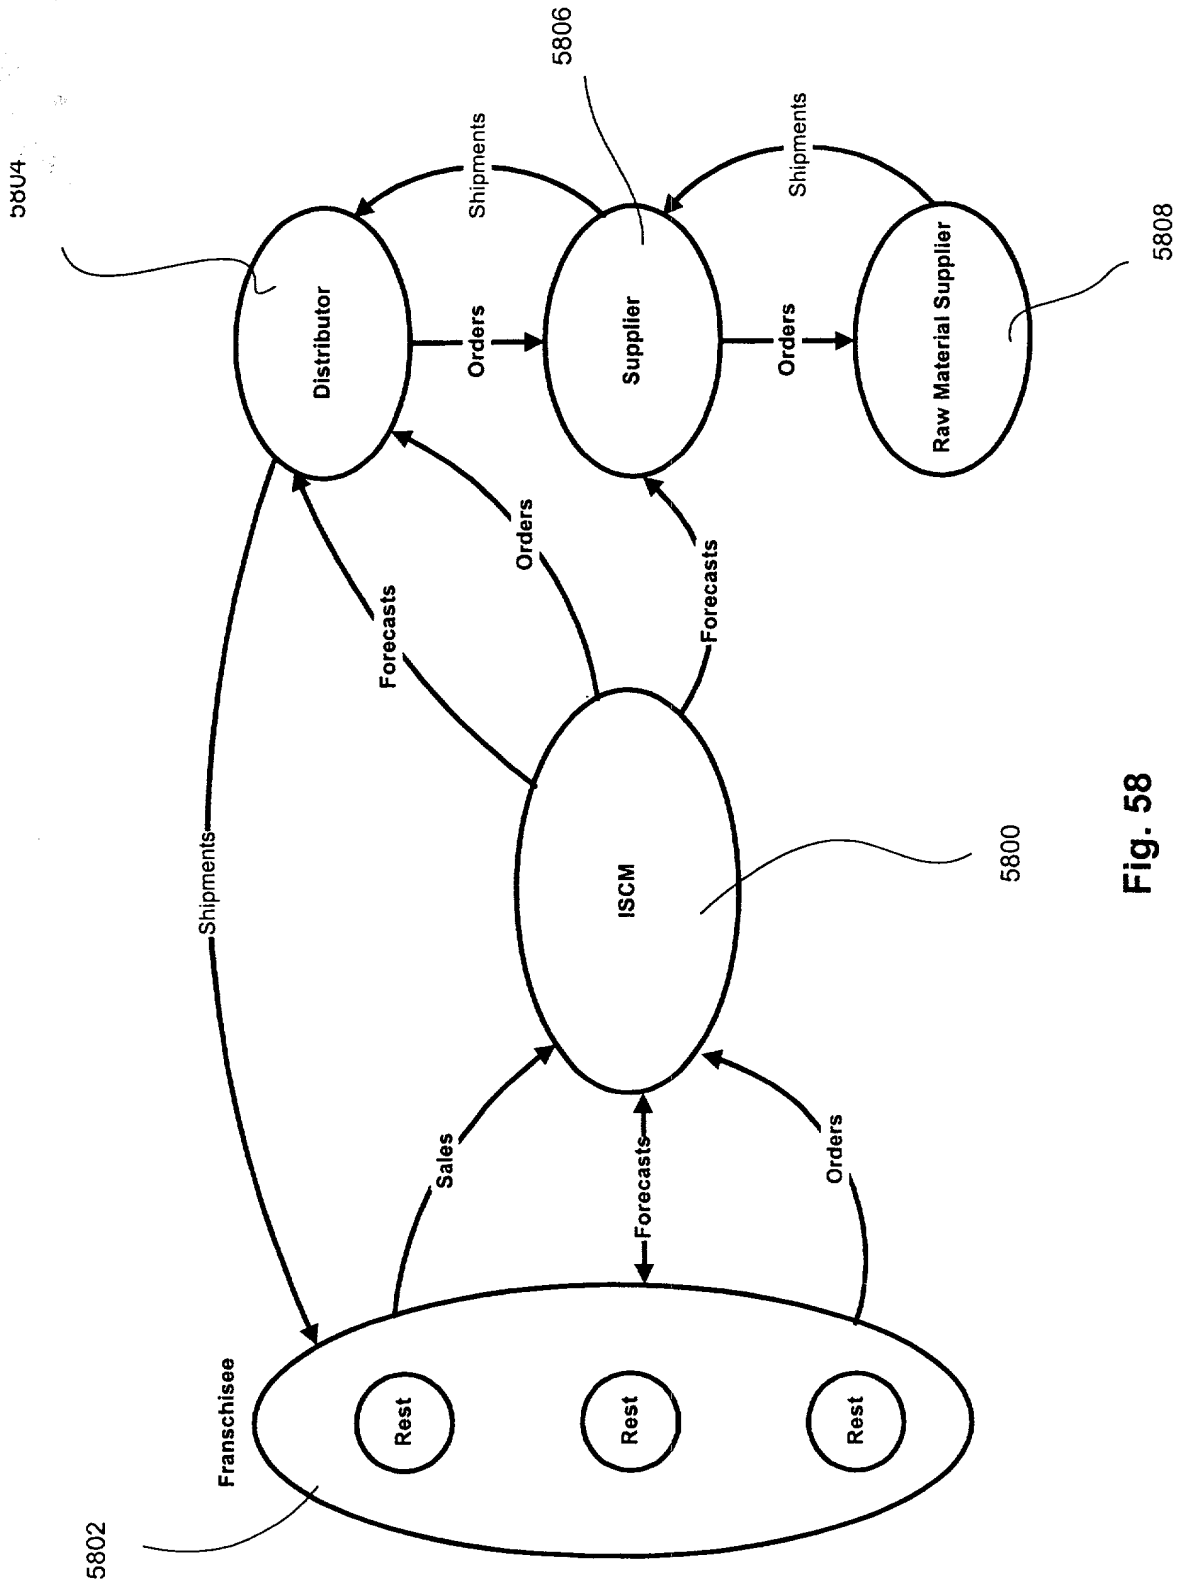 5802
Franschisee
Rest
Rest
Rest
Shipments
Sales
Forecasts
Orders
ISCM
5800
Forecasts
Orders
Forecasts
5804
Distributor
Orders
Shipments
Supplier
5806
Orders
Shipments
Raw Material Supplier
5808
Fig. 58